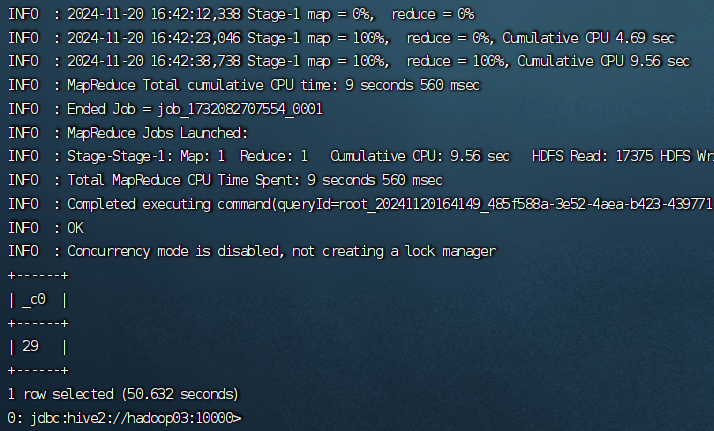 INFO  : 2024-11-20 16:42:12,338 Stage-1 map = 0%,  reduce = 0%
INFO  : 2024-11-20 16:42:23,046 Stage-1 map = 100%,  reduce = 0%, Cumulative CPU 4.69 sec
INFO  : 2024-11-20 16:42:38,738 Stage-1 map = 100%,  reduce = 100%, Cumulative CPU 9.56 sec
INFO  : MapReduce Total cumulative CPU time: 9 seconds 560 msec
INFO  : Ended Job = job_1732082707554_0001
INFO  : MapReduce Jobs Launched:
INFO  : Stage-Stage-1: Map: 1  Reduce: 1   Cumulative CPU: 9.56 sec   HDFS Read: 17375 HDFS Wr
INFO  : Total MapReduce CPU Time Spent: 9 seconds 560 msec
INFO  : Completed executing command(queryId=root_20241120164149_485f588a-3e52-4aea-b423-439771
INFO  : OK
INFO  : Concurrency mode is disabled, not creating a lock manager
+------+
| _c0  |
+------+
| 29   |
+------+
1 row selected (50.632 seconds)
0: jdbc:hive2://hadoop03:10000>